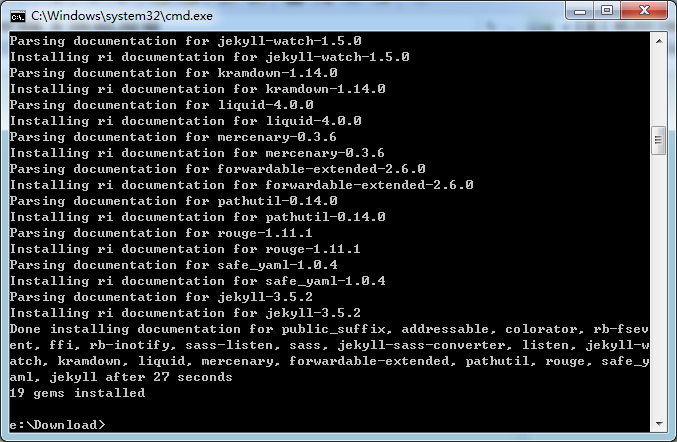 C:\Windows\system32\cmd.exe
Parsing documentation for jekyll-watch-1.5.0
Installing ri documentation for jekyll-watch-1.5.0
Parsing documentation for kramdown-1.14.0
Installing ri documentation for kramdown-1.14.0
Parsing documentation for liquid-4.0.0
Installing ri documentation for liquid-4.0.0
Parsing documentation for mercenary-0.3.6
Installing ri documentation for mercenary-0.3.6
Parsing documentation for forwardable-extended-2.6.0
Installing ri documentation for forwardable-extended-2.6.0
Parsing documentation for pathutil-0.14.0
Installing ri documentation for pathutil-0.14.0
Parsing documentation for rouge-1.11.1
Installing ri documentation for rouge-1.11.1
Parsing documentation for safe_yaml-1.0.4
Installing ri documentation for safe_yaml-1.0.4
Parsing documentation for jekyll-3.5.2
Installing ri documentation for jekyll-3.5.2
Done installing documentation for public_suffix, addressable, colorator, rb-fsev
ent, ffi, rb-inotify, sass-listen, sass, jekyll-sass-converter, listen, jekyll-w
atch, kramdown, liquid, mercenary, forwardable-extended, pathutil, rouge, safe_y
aml, jekyll after 27 seconds
19 gems installed
e:\Download>